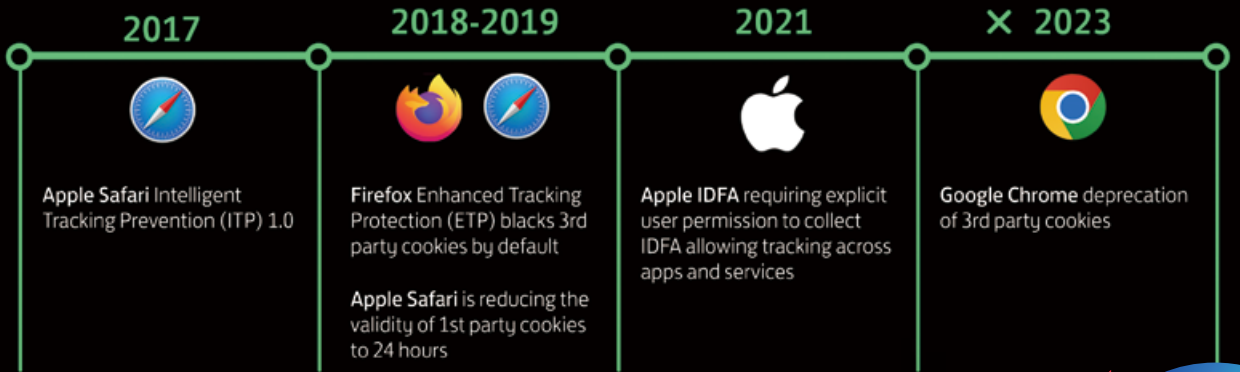 2017
Apple Safari Intelligent
Tracking Prevention (ITP) 1.0
2018-2019
Firefox Enhanced Tracking
Protection (ETP) blacks 3rd
party cookies by default
Apple Safari is reducing the
validity of 1st party cookies
to 24 hours
2021
Apple IDFA requiring explicit
user permission to collect
IDFA allowing tracking across
apps and services
× 2023
Google Chrome deprecation
of 3rd party cookies